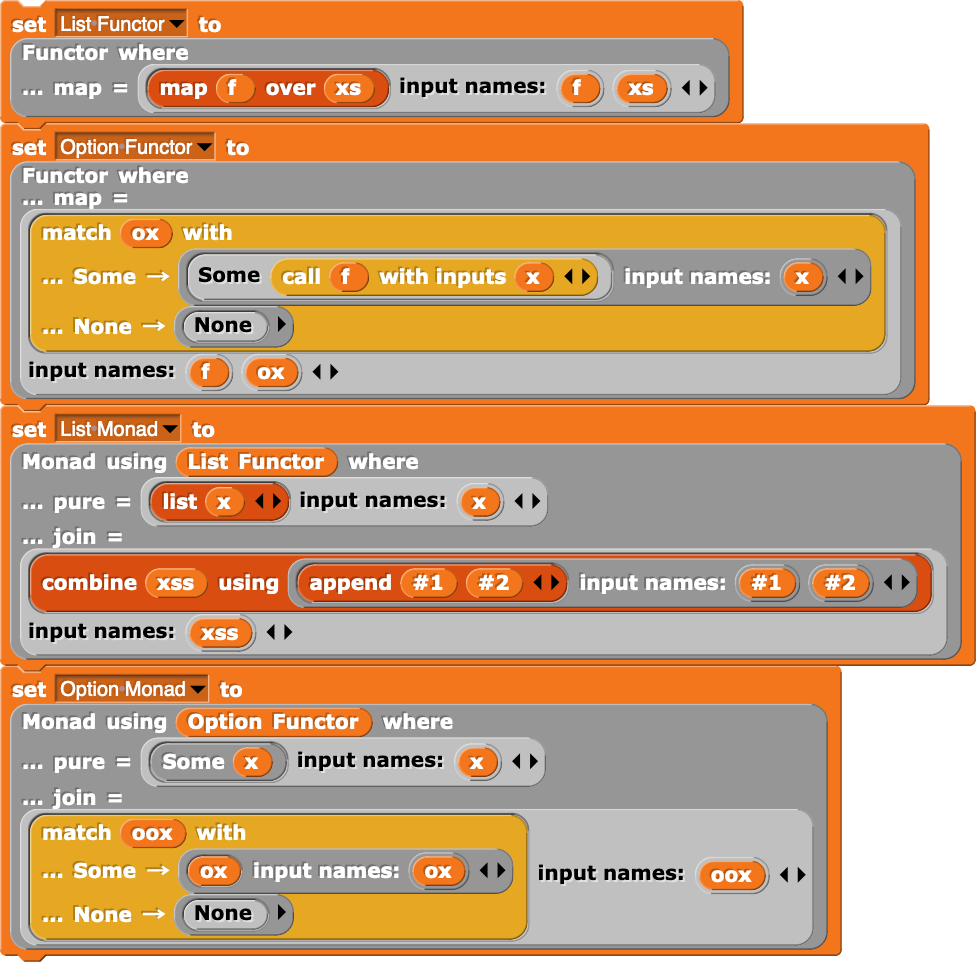 set List Functor to
Functor where
... map = map f over xs input names: f xs
set Option Functor to
Functor where
... map =
match ox with
... Some → Some call f with inputs x input names: x
... None → None
input names: f ox
set List Monad to
Monad using List Functor where
... pure = list x input names: x
... join =
combine xss using append #1 #2 input names: #1 #2
input names: xss
set Option Monad to
Monad using Option Functor where
... pure = Some x input names: x
... join =
match oox with
... Some → ox input names: ox
... None → None
input names: oox